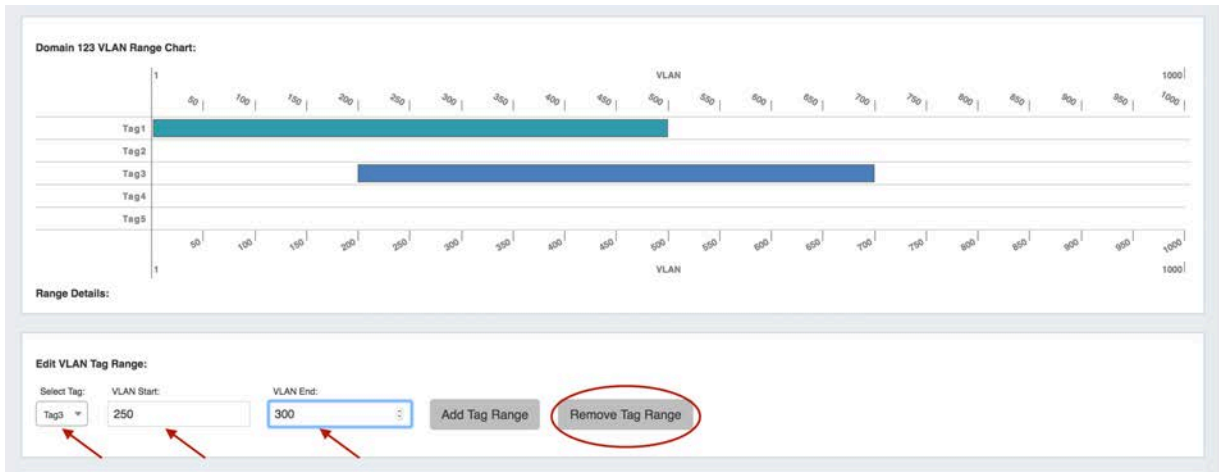 Domain 123 VLAN Range Chart:
1 VLAN 1000
50 100 150 200 250 300 350 400 450 500 550 600 650 700 750 800 850 900 950 1000
Tag1
Tag2
Tag3
Tag4
Tag5
50 100 150 200 250 300 350 400 450 500 550 600 650 700 750 800 850 900 950 1000
1 VLAN 1000
Range Details:
Edit VLAN Tag Range:
Select Tag: VLAN Start: VLAN End:
Tag3 250 300 Add Tag Range Remove Tag Range